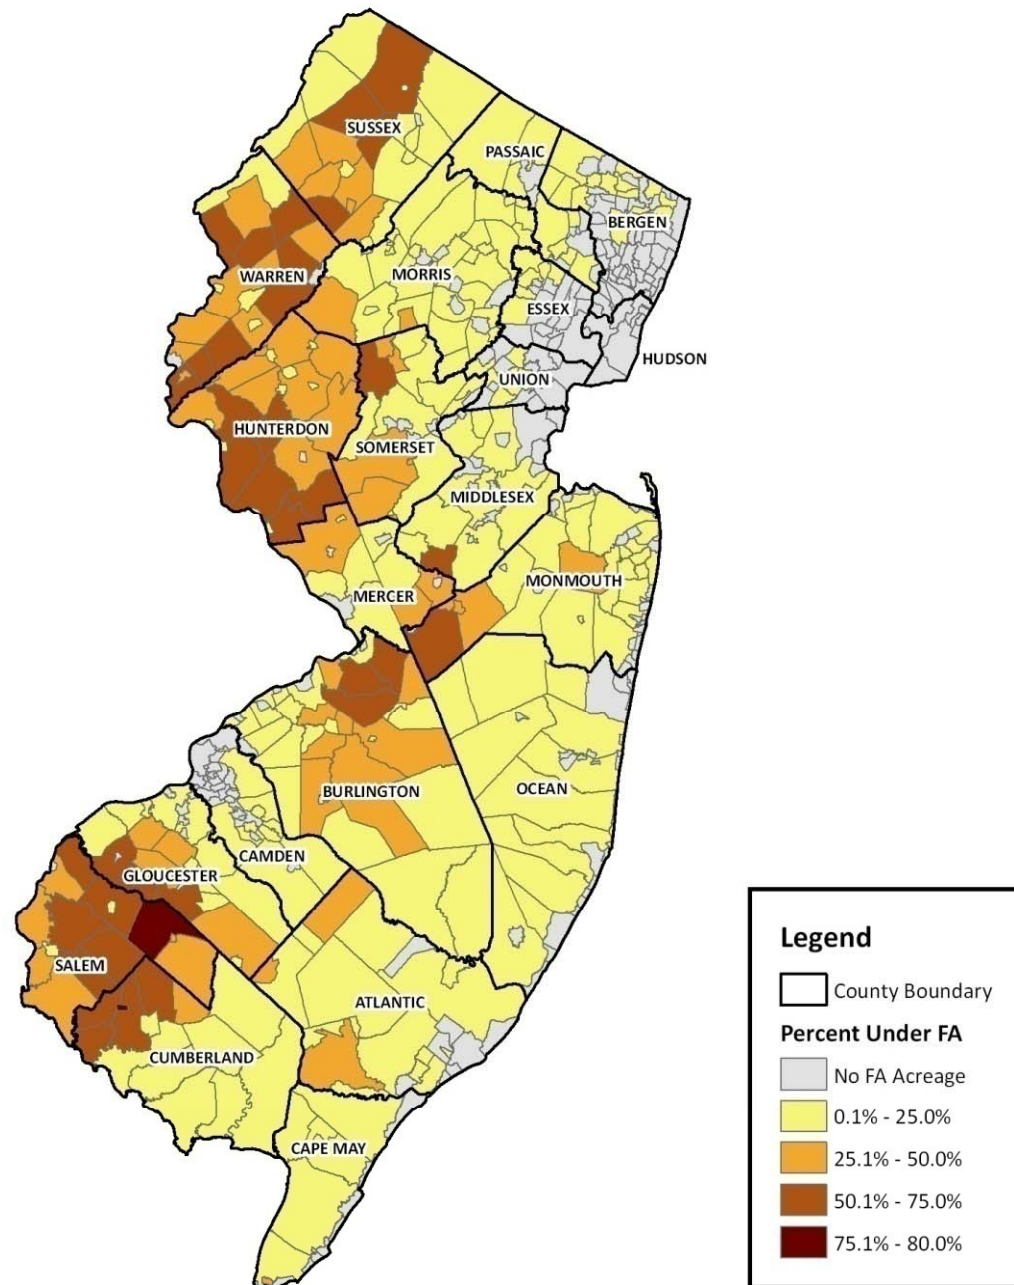 SUSSEX
PASSAIC
BERGEN
WARREN
MORRIS
ESSEX
HUDSON
UNION
HUNTERDON
SOMERSET
MIDDLESEX
MONMOUTH
MERCER
OCEAN
BURLINGTON
CAMDEN
GLOUCESTER
SALEM
ATLANTIC
CUMBERLAND
CAPE MAY
Legend
County Boundary
Percent Under FA
No FA Acreage
0.1% - 25.0%
25.1% - 50.0%
50.1% - 75.0%
75.1% - 80.0%